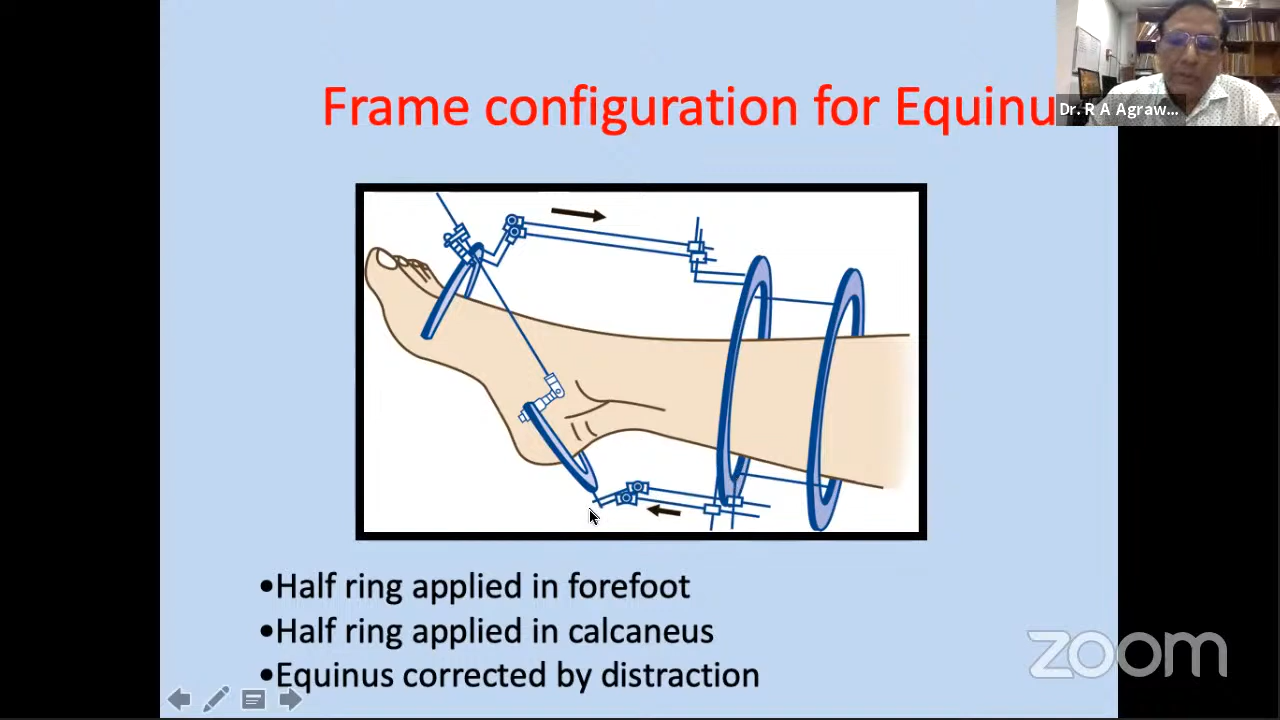 Frame configuration for Equinu
Dr. R A Agraw...
•Half ring applied in forefoot
•Half ring applied in calcaneus
•Equinus corrected by distraction
zoom